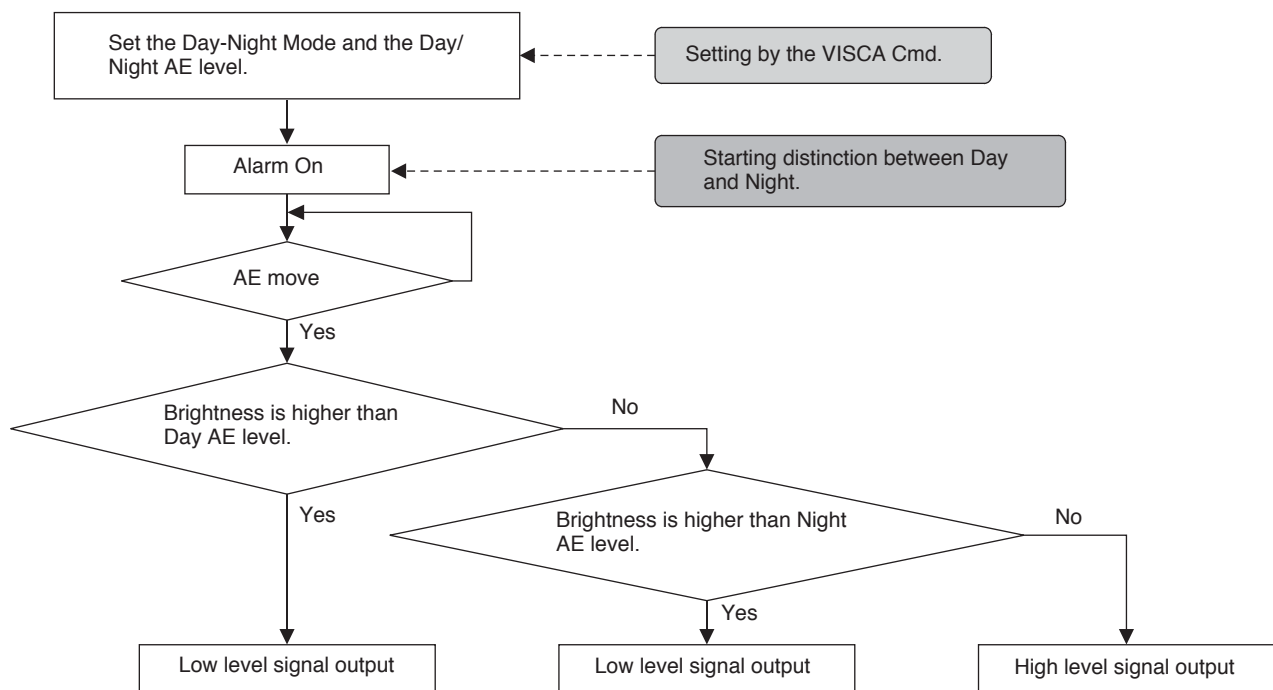 Set the Day-Night Mode and the Day/
Night AE level.
Setting by the VISCA Cmd.
Alarm On
Starting distinction between Day
and Night.
AE move
Yes
Brightness is higher than
Day AE level.
No
Yes
Brightness is higher than Night
AE level.
No
Yes
Low level signal output
Low level signal output
High level signal output